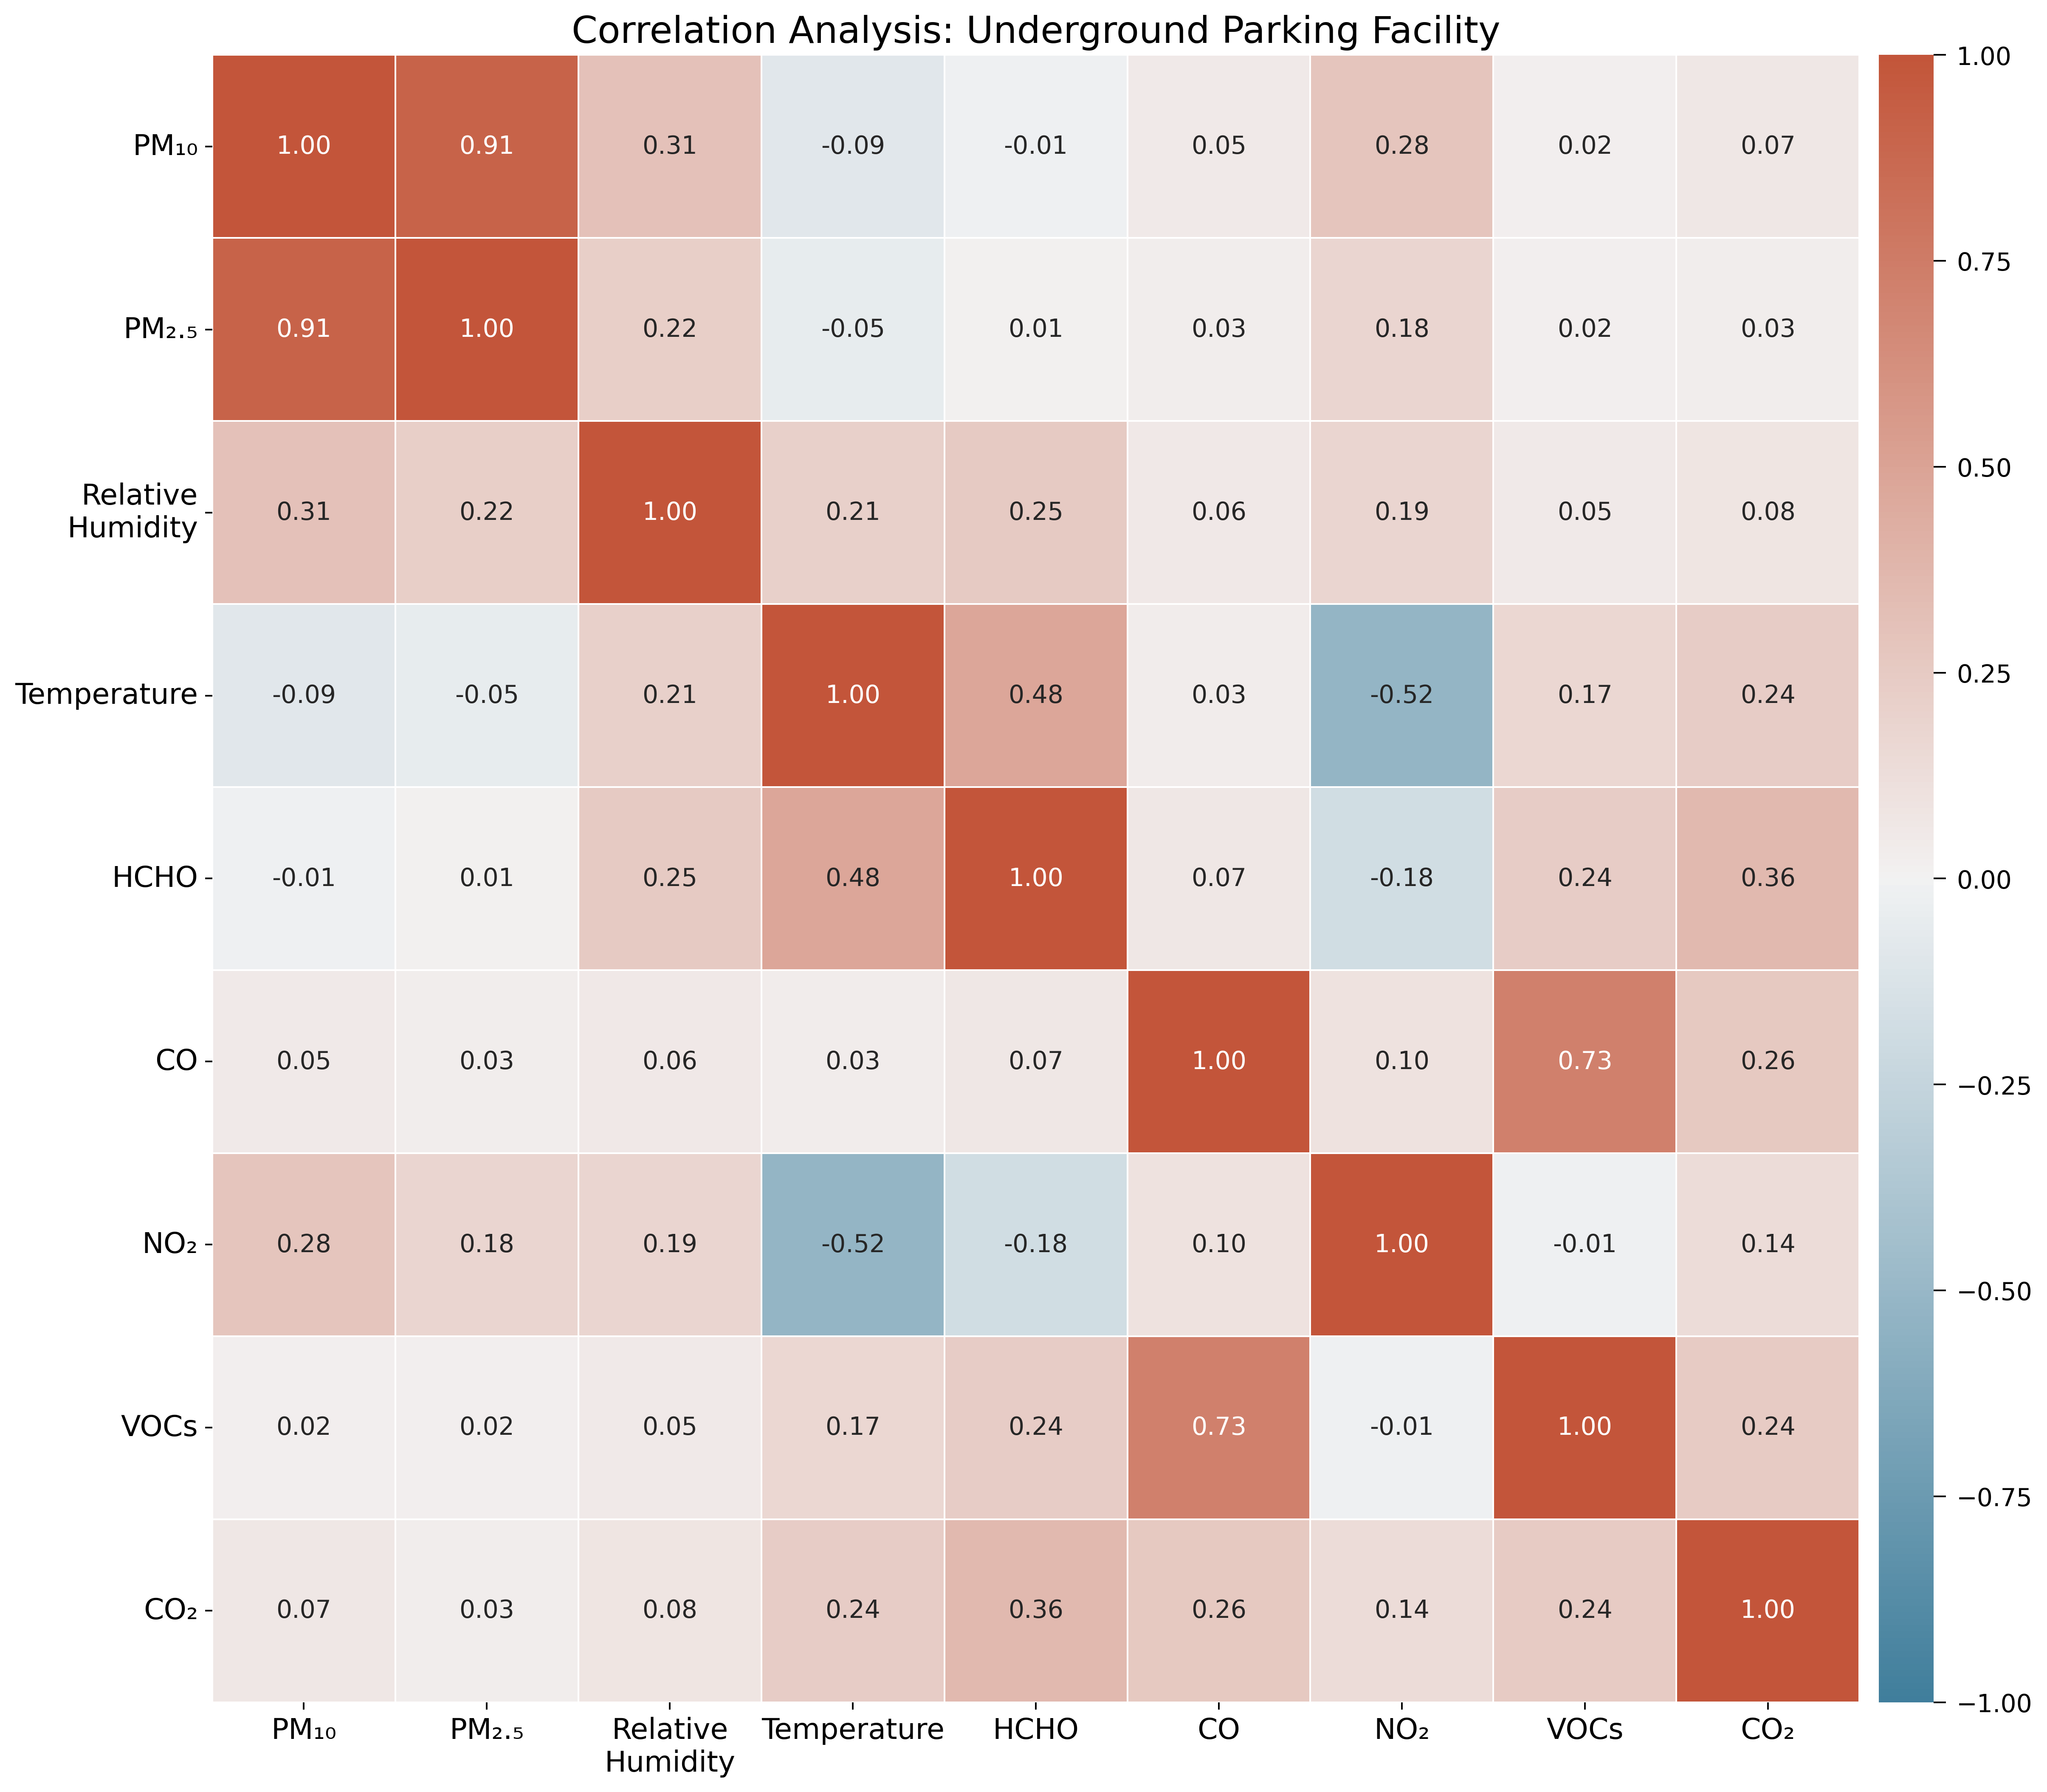 Correlation Analysis: Underground Parking Facility
PM₁₀ 1.00 0.91 0.31 -0.09 -0.01 0.05 0.28 0.02 0.07
PM₂.₅ 0.91 1.00 0.22 -0.05 0.01 0.03 0.18 0.02 0.03
Relative
Humidity 0.31 0.22 1.00 0.21 0.25 0.06 0.19 0.05 0.08
Temperature -0.09 -0.05 0.21 1.00 0.48 0.03 -0.52 0.17 0.24
HCHO -0.01 0.01 0.25 0.48 1.00 0.07 -0.18 0.24 0.36
CO 0.05 0.03 0.06 0.03 0.07 1.00 0.10 0.73 0.26
NO₂ 0.28 0.18 0.19 -0.52 -0.18 0.10 1.00 -0.01 0.14
VOCs 0.02 0.02 0.05 0.17 0.24 0.73 -0.01 1.00 0.24
CO₂ 0.07 0.03 0.08 0.24 0.36 0.26 0.14 0.24 1.00
PM₁₀ PM₂.₅ Relative Temperature HCHO CO NO₂ VOCs CO₂
Humidity
1.00
0.75
0.50
0.25
0.00
−0.25
−0.50
−0.75
−1.00